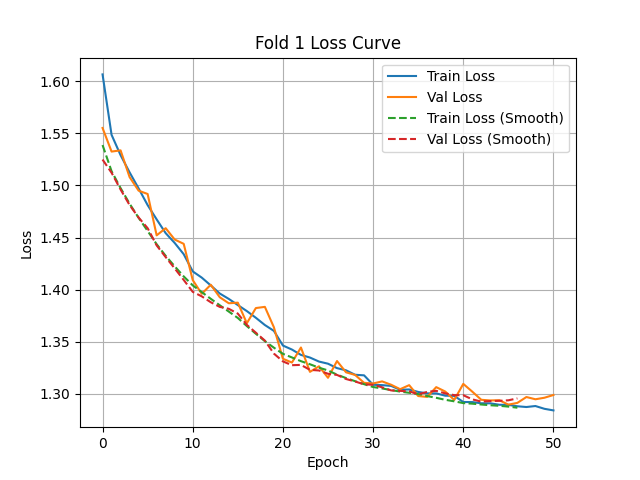 Fold 1 Loss Curve
Train Loss
Val Loss
Train Loss (Smooth)
Val Loss (Smooth)
Loss
1.60
1.55
1.50
1.45
1.40
1.35
1.30
0 10 20 30 40 50
Epoch